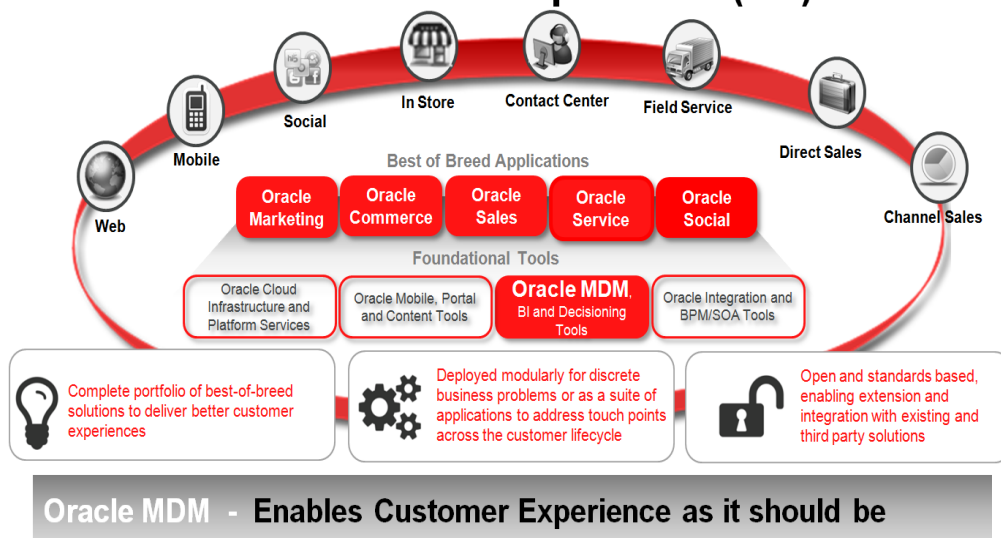 In Store
Contact Center
Field Service
Social
Mobile
Direct Sales
Web
Channel Sales
Best of Breed Applications
Oracle
Marketing
Oracle
Commerce
Oracle
Sales
Oracle
Service
Oracle
Social
Foundational Tools
Oracle Cloud
Infrastructure and
Platform Services
Oracle Mobile, Portal
and Content Tools
Oracle MDM,
BI and Decisioning
Tools
Oracle Integration and
BPM/SOA Tools
Complete portfolio of best-of-breed
solutions to deliver better customer
experiences
Deployed modularly for discrete
business problems or as a suite of
applications to address touch points
across the customer lifecycle
Open and standards based,
enabling extension and
integration with existing and
third party solutions
Oracle MDM - Enables Customer Experience as it should be